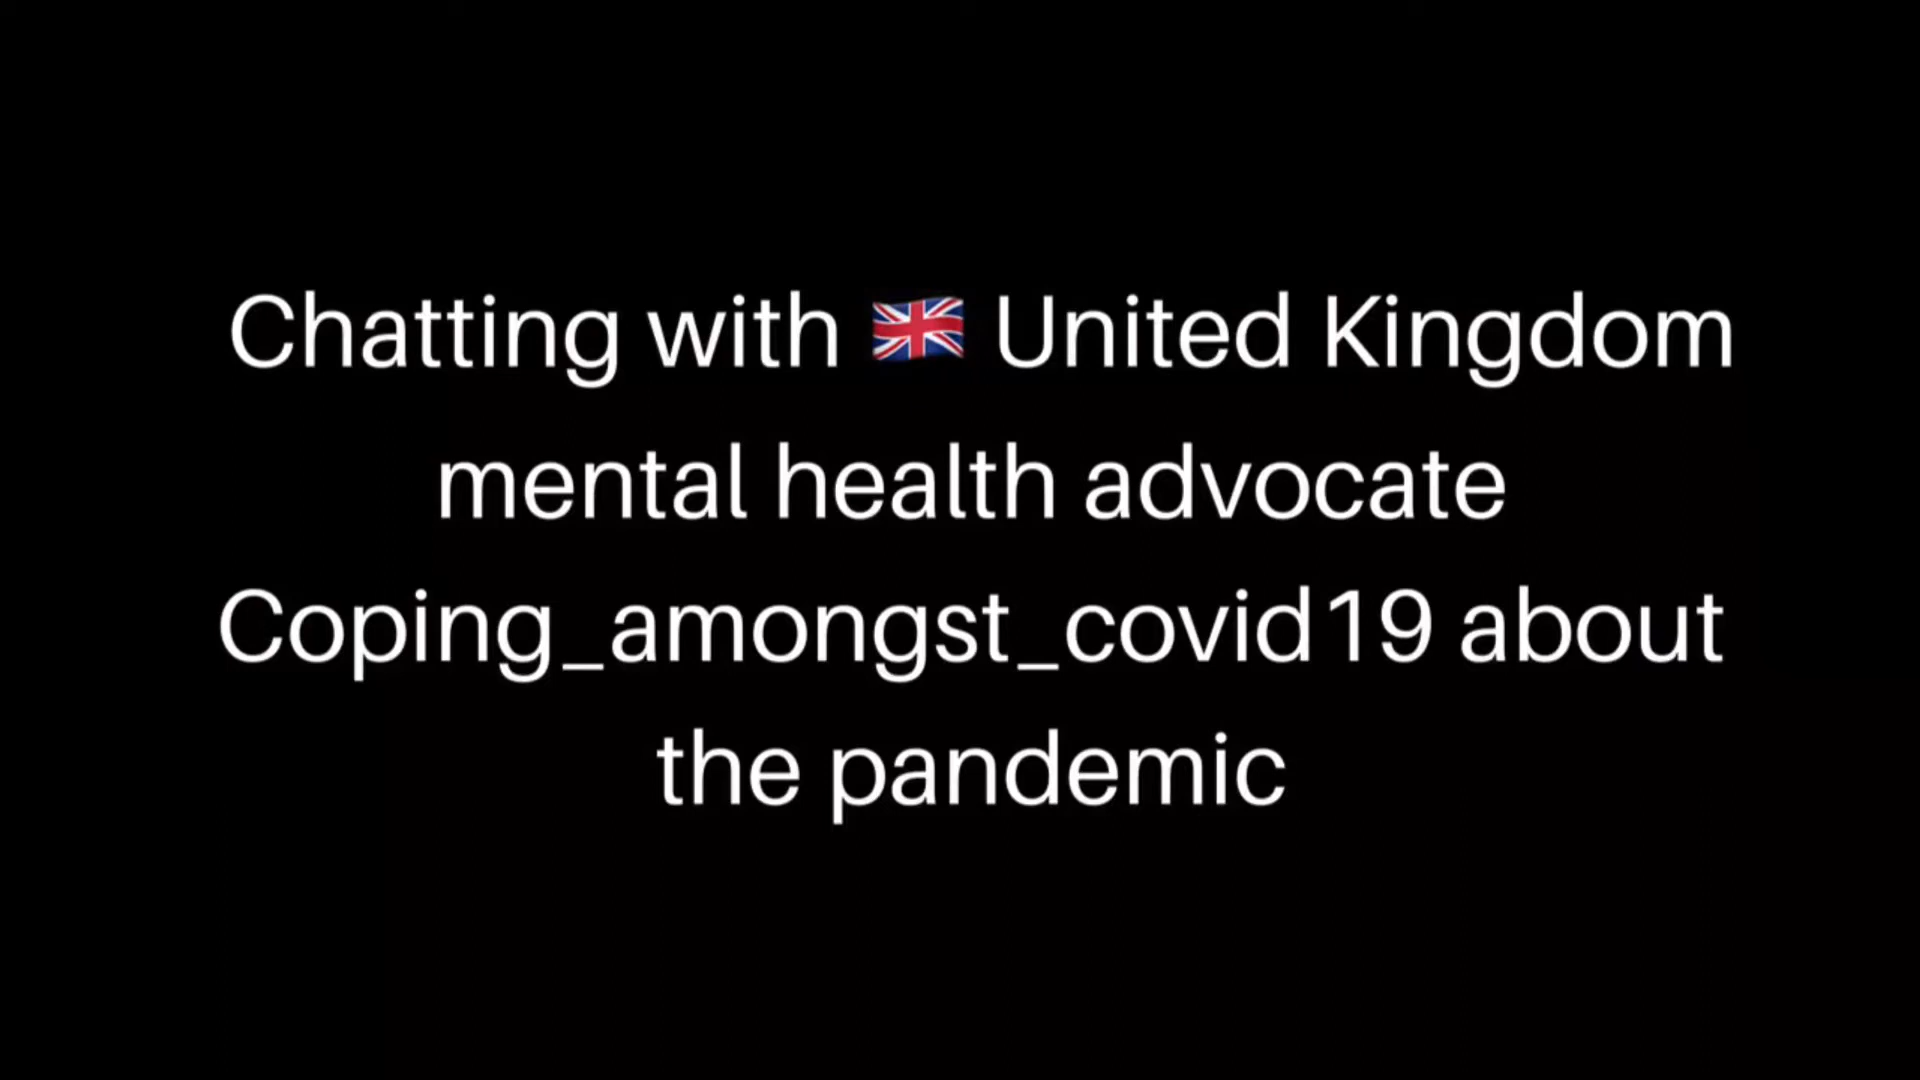 Chatting with 🇬🇧 United Kingdom
mental health advocate
Coping_amongst_covid19 about
the pandemic